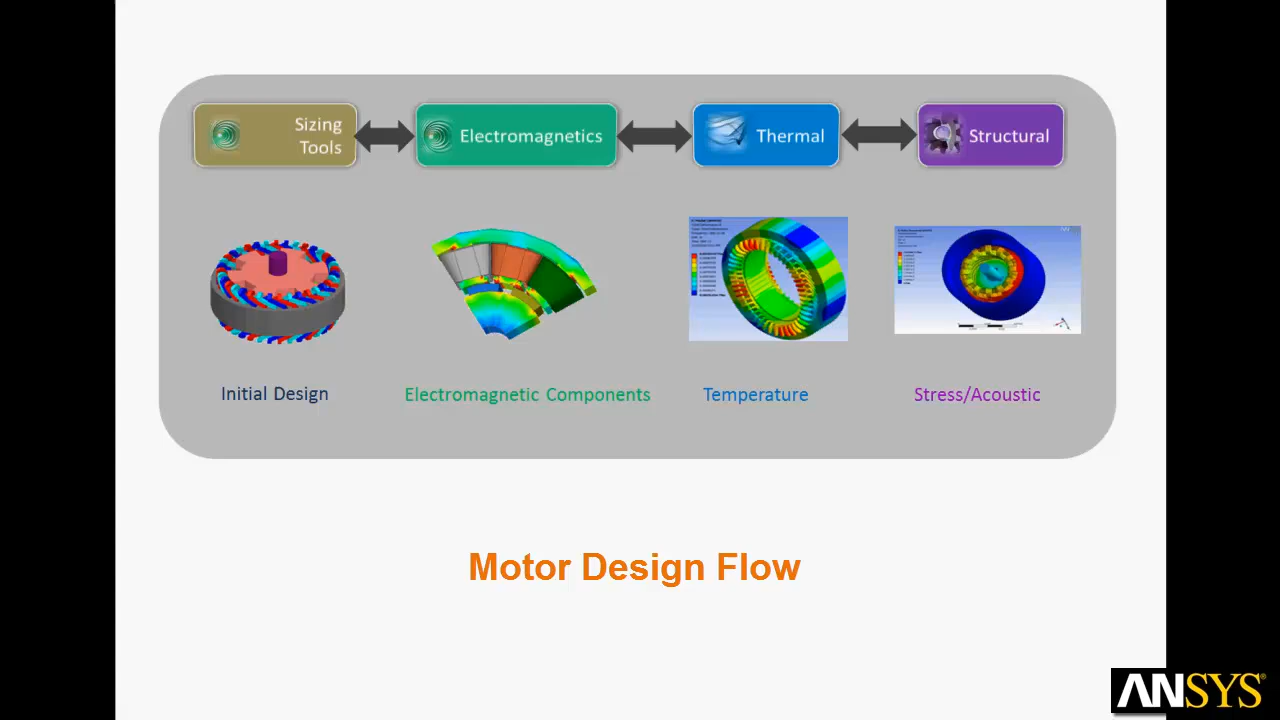 Sizing
Tools
Electromagnetics
Thermal
Structural
Initial Design
Electromagnetic Components
Temperature
Stress/Acoustic
Motor Design Flow
ANSYS®